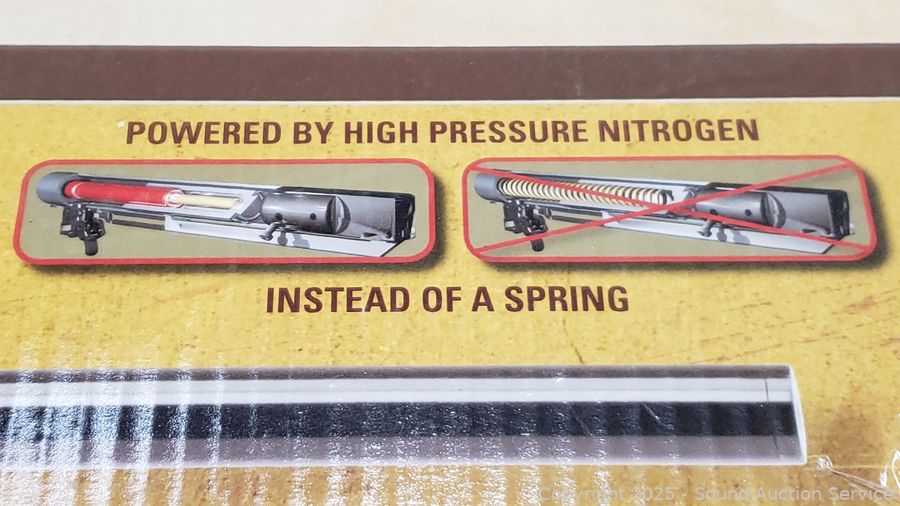 POWERED BY HIGH PRESSURE NITROGEN
INSTEAD OF A SPRING
Copyright 2025 - Sound Auction Service